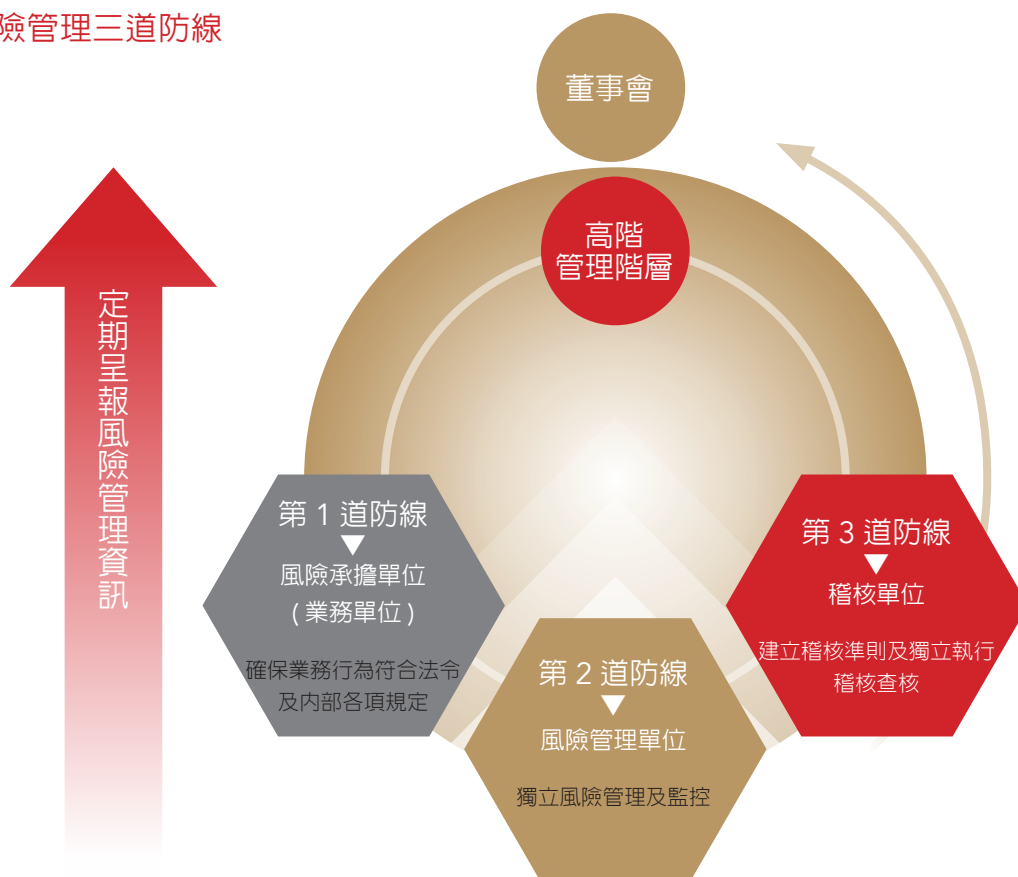 險管理三道防線
董事會
高階
管理階層
定期呈報風險管理資訊
第 1 道防線
風險承擔單位
( 業務單位 )
確保業務行為符合法令
及內部各項規定
第 2 道防線
風險管理單位
獨立風險管理及監控
第 3 道防線
稽核單位
建立稽核準則及獨立執行
稽核查核